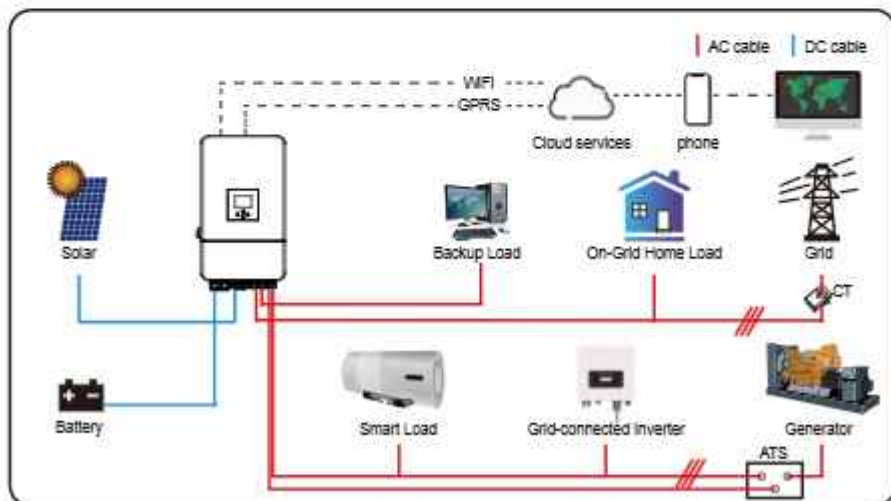 AC cable
DC cable
WIFI
GPRS
Cloud services
phone
Solar
Backup Load
On-Grid Home Load
Grid
CT
Battery
Smart Load
Grid-connected Inverter
Generator
ATS